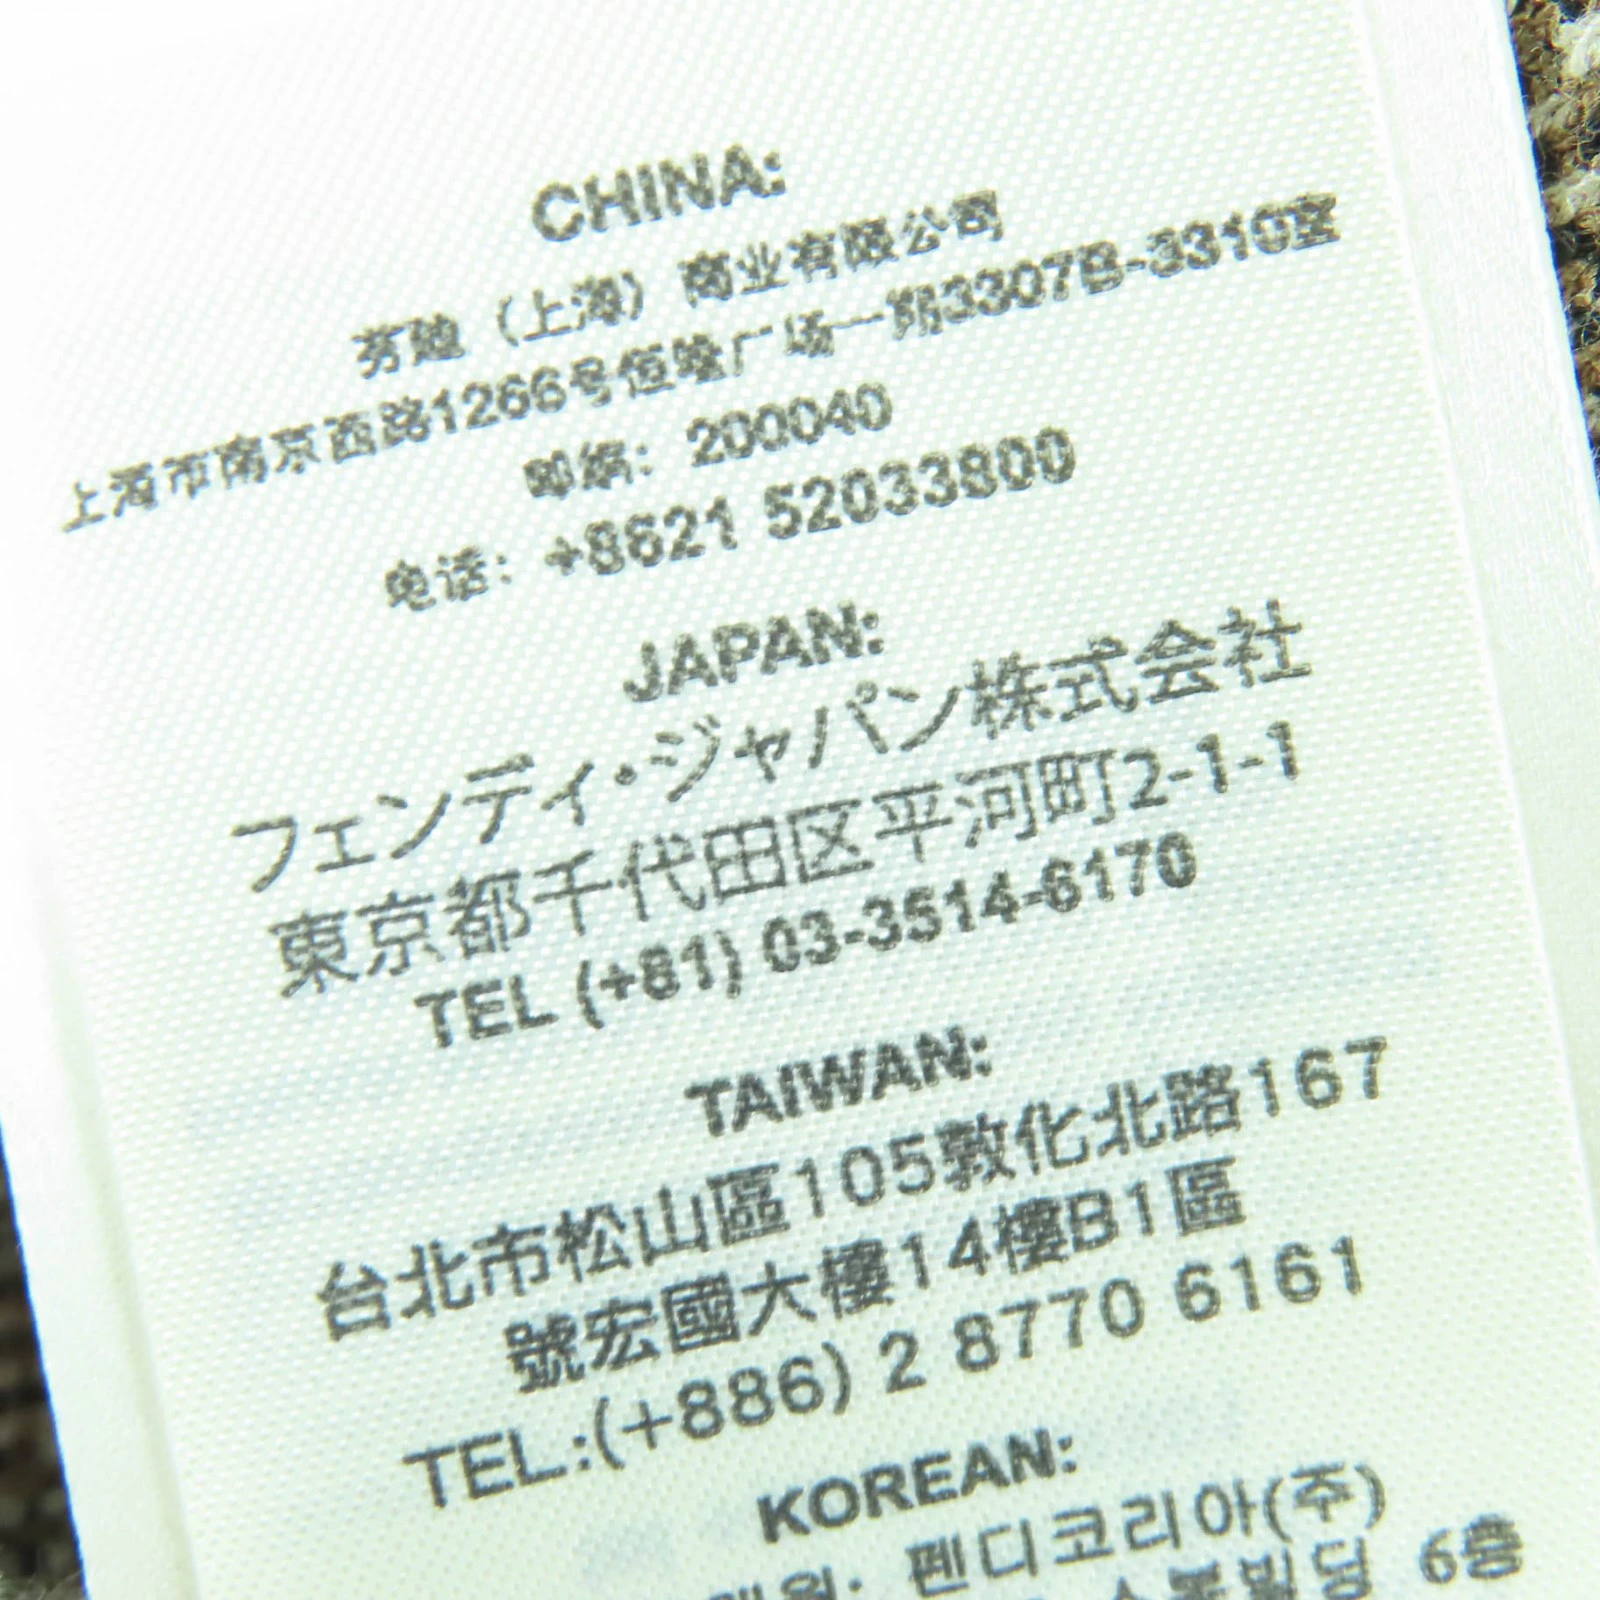 CHINA:
芬迪（上海）商业有限公司
上海市南京西路1266号恒隆广场一期3307B-3310室
邮编：200040
电话：+8621 52033800
JAPAN:
フェンディ・ジャパン株式会社
東京都千代田区平河町2-1-1
TEL (+81) 03-3514-6170
TAIWAN:
台北市松山區105敦化北路167
號宏國大樓14樓B1區
TEL.:(+886) 2 8770 6161
KOREAN:
펜디코리아(주)
빌딩 6층